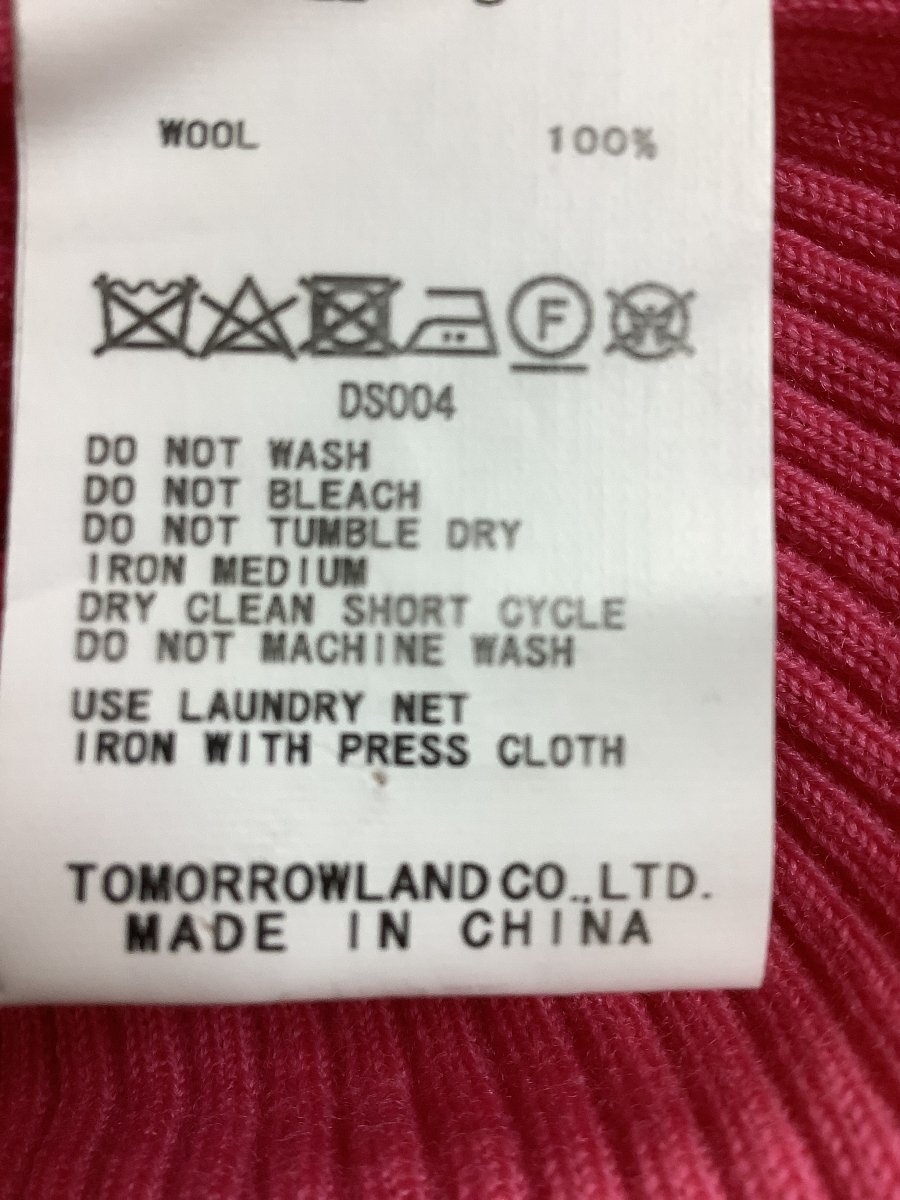 WOOL 100%
F
DS004
DO NOT WASH
DO NOT BLEACH
DO NOT TUMBLE DRY
IRON MEDIUM
DRY CLEAN SHORT CYCLE
DO NOT MACHINE WASH
USE LAUNDRY NET
IRON WITH PRESS CLOTH
TOMORROWLAND CO.,LTD.
MADE IN CHINA